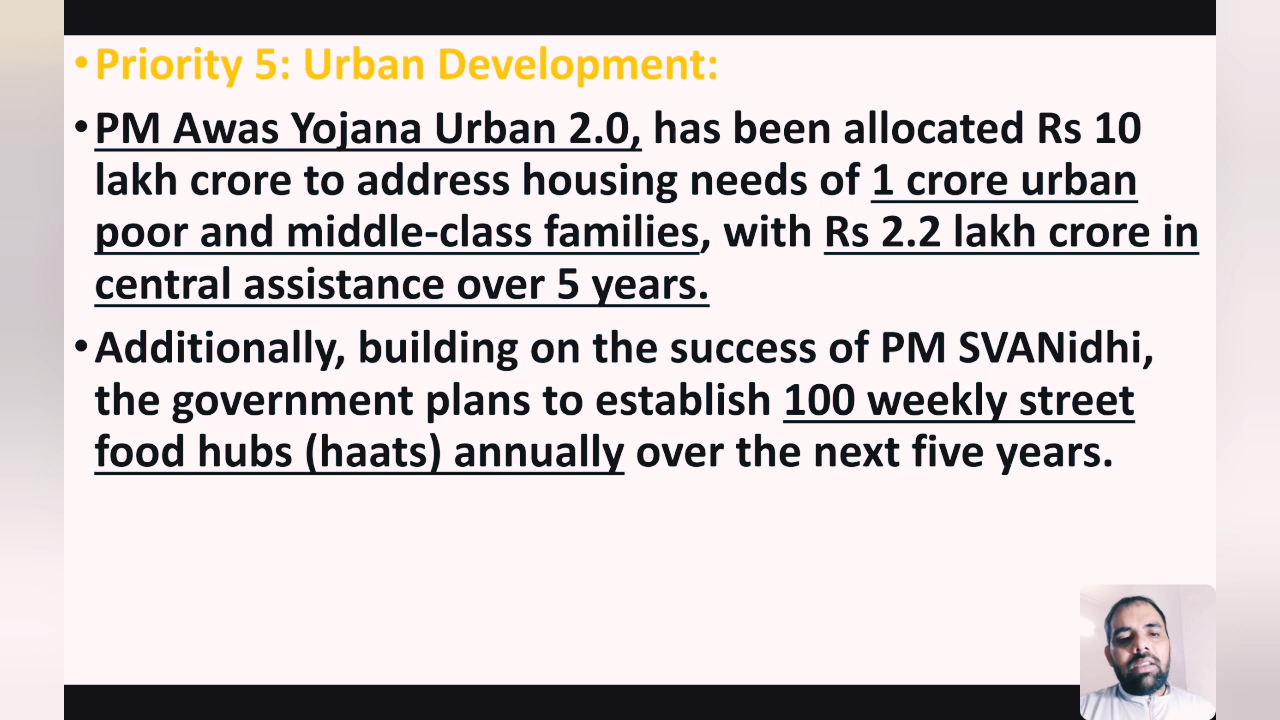 •Priority 5: Urban Development:
•PM Awas Yojana Urban 2.0, has been allocated Rs 10
lakh crore to address housing needs of 1 crore urban
poor and middle-class families, with Rs 2.2 lakh crore in
central assistance over 5 years.
•Additionally, building on the success of PM SVANidhi,
the government plans to establish 100 weekly street
food hubs (haats) annually over the next five years.